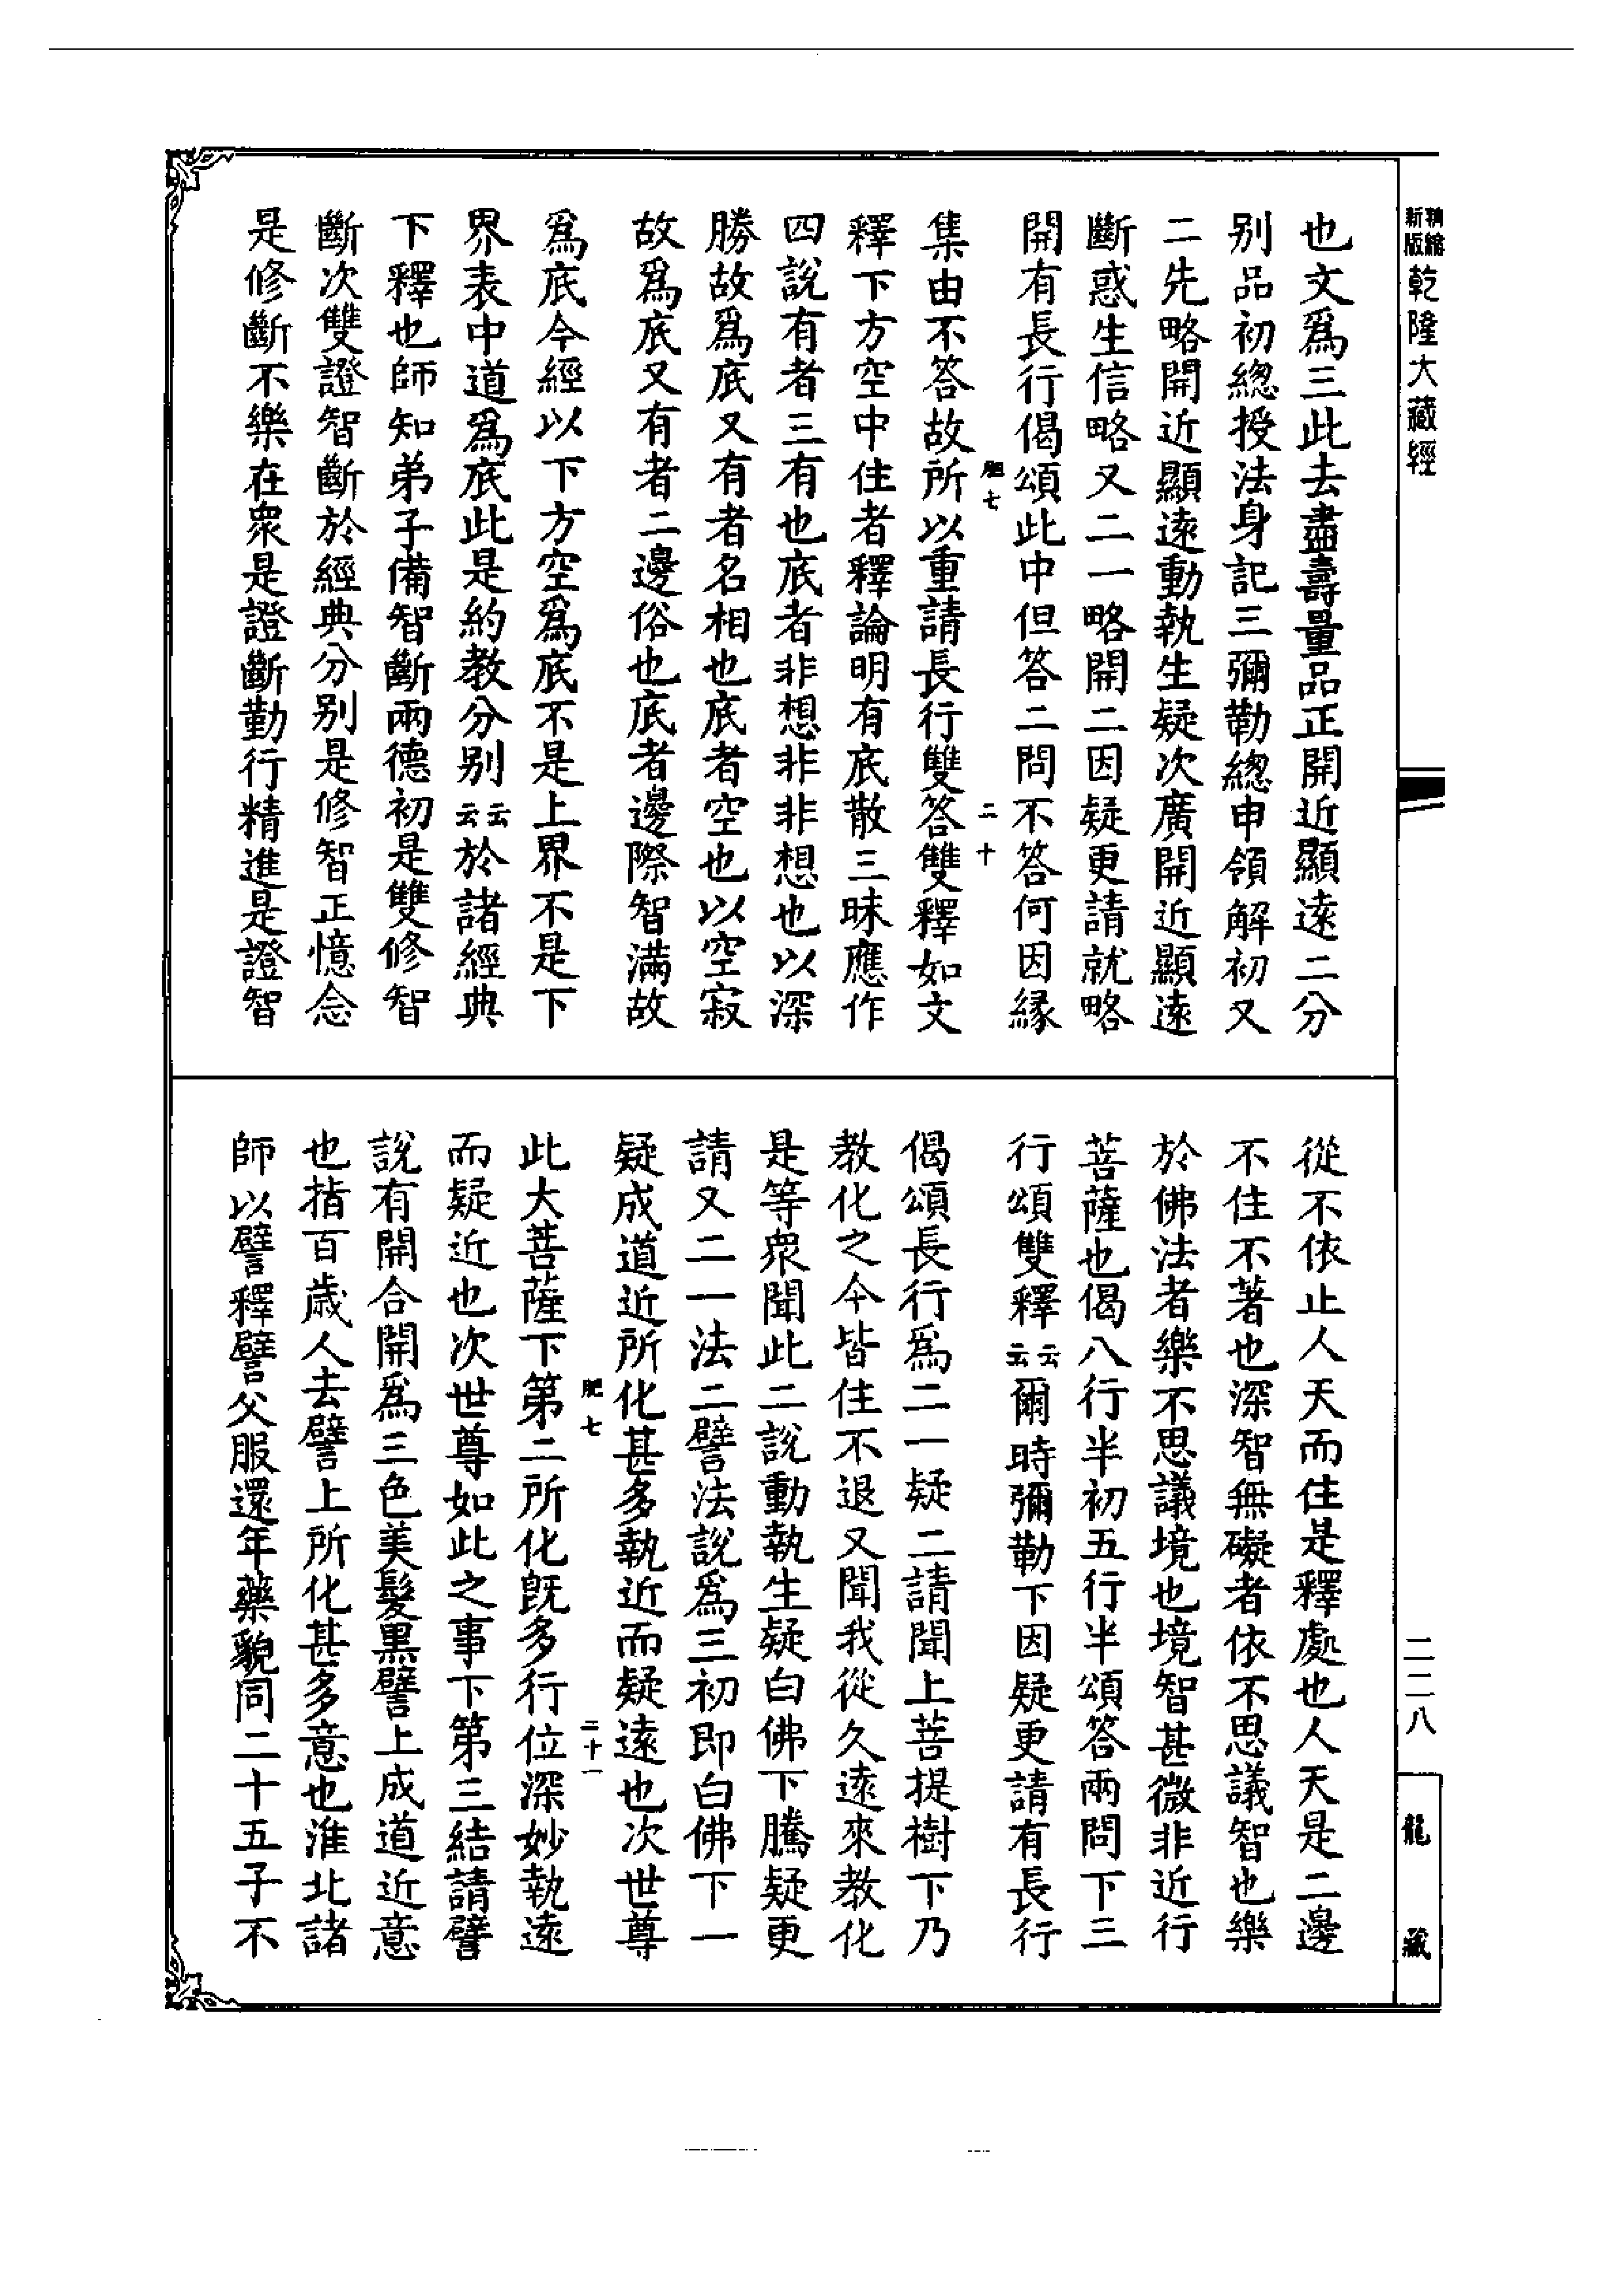 新版精縮乾隆大藏經
也文爲三此去盡壽量品正開近顯遠二分
别品初總授法身記三彌勒總申領解初又
二先略開近顯遠動執生疑次廣開近顯遠
斷惑生信略又二一略開二因疑更請就略
開有長行偈頌此中但答二問不答何因緣
肥七
二十
集由不答故所以重請長行雙答雙釋如文
釋下方空中住者釋論明有底散三昧應作
四說有者三有也底者非想非非想也以深
勝故爲底又有者名相也底者空也以空寂
故爲底又有者二邊俗也底者邊際智滿故
爲底今經以下方空爲底不是上界不是下
界表中道爲底此是約教分别云云於諸經典
下釋也師知弟子備智斷兩德初是雙修智
斷次雙證智斷於經典分别是修智正憶念
是修斷不樂在衆是證斷勤行精進是證智
從不依止人天而住是釋處也人天是二邊
不住不著也深智無礙者依不思議智也樂
於佛法者樂不思議境也境智甚微非近行
菩薩也偈八行半初五行半頌答兩問下三
行頌雙釋云云爾時彌勒下因疑更請有長行
偈頌長行爲二一疑二請聞上菩提樹下乃
教化之今皆住不退又聞我從久遠來教化
是等衆聞此二說動執生疑白佛下騰疑更
請又二一法二譬法說爲三初即白佛下一
疑成道近所化甚多執近而疑遠也次世尊
肥七
二十一
此大菩薩下第二所化旣多行位深妙執遠
而疑近也次世尊如此之事下第三結請譬
說有開合開爲三色美髮黑譬上成道近意
也指百歲人去譬上所化甚多意也淮北諸
師以譬釋譬父服還年藥貌同二十五子不
二二八
龍藏